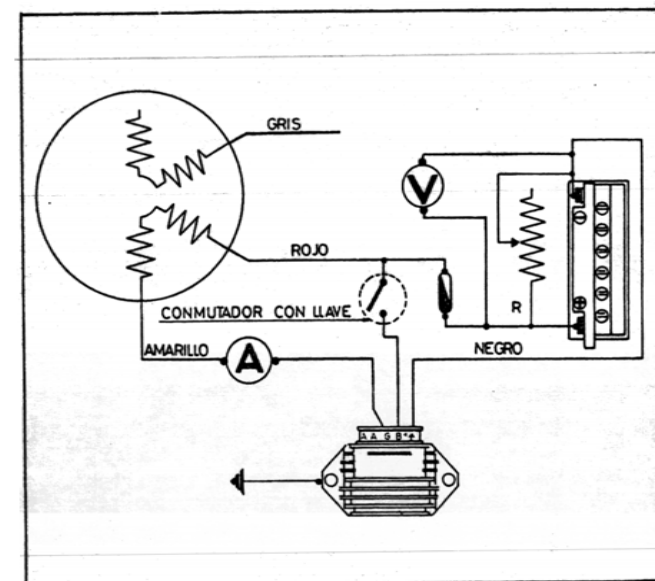 GRIS
V
ROJO
R
CONMUTADOR CON LLAVE
AMARILLO
A
NEGRO
A A G B+